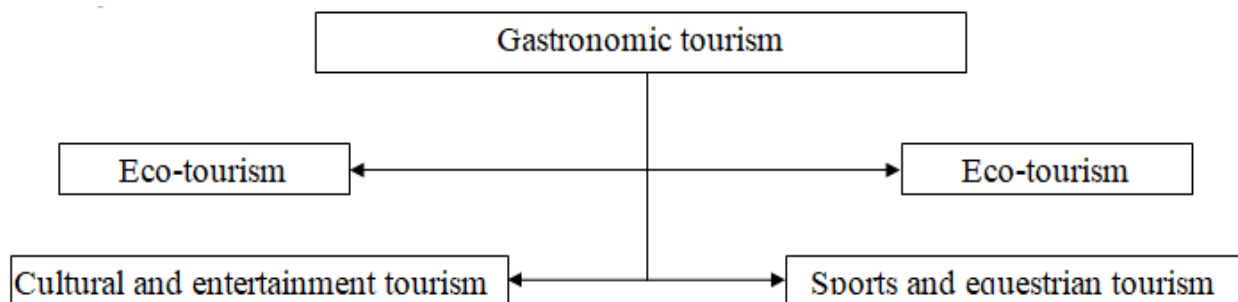 Gastronomic tourism
Eco-tourism
Eco-tourism
Cultural and entertainment tourism
Sports and equestrian tourism